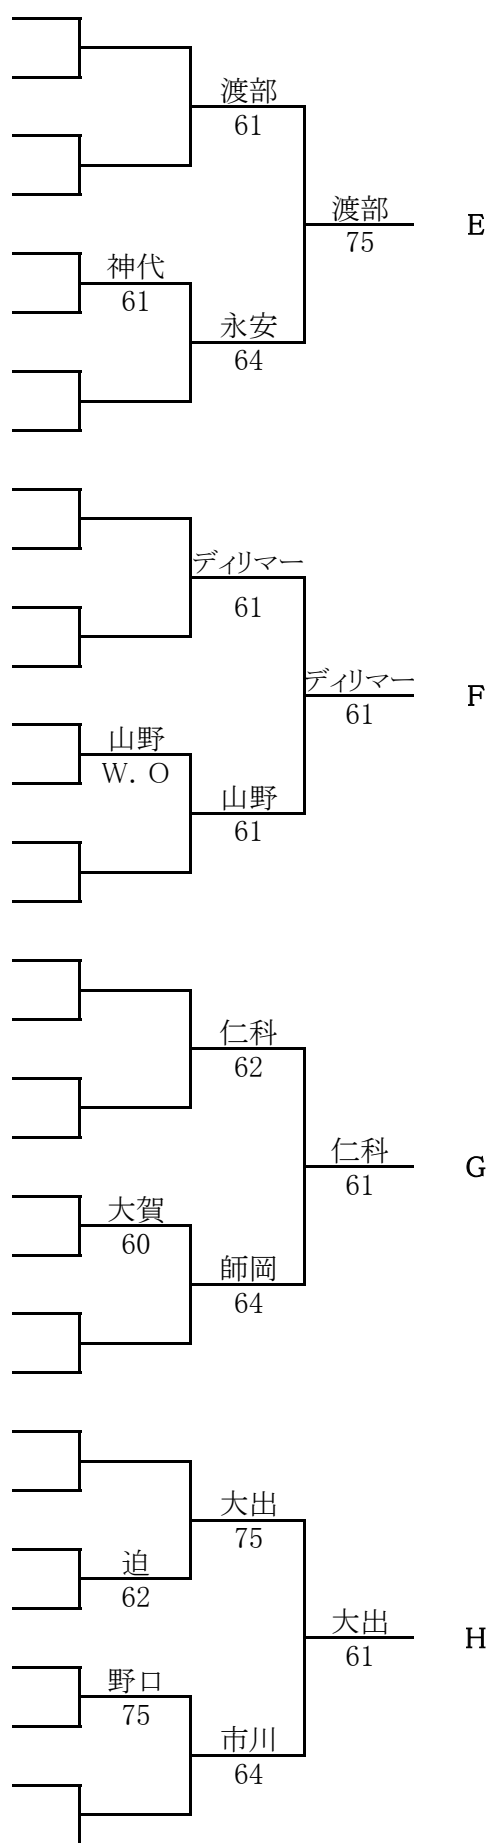 渡部
61
渡部
75
E
神代
61
永安
64
ディリマー
61
ディリマー
61
F
山野
W. O
山野
61
仁科
62
仁科
61
G
大賀
60
師岡
64
大出
75
迫
62
大出
61
H
野口
75
市川
64